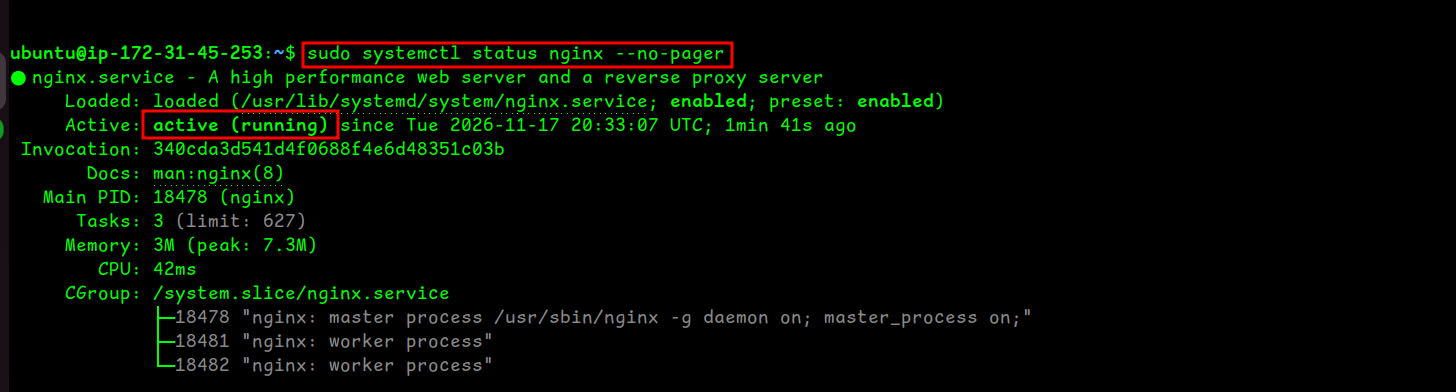 ubuntu@ip-172-31-45-253:~$ sudo systemctl status nginx --no-pager
● nginx.service - A high performance web server and a reverse proxy server
Loaded: loaded (/usr/lib/systemd/system/nginx.service; enabled; preset: enabled)
Active: active (running) since Tue 2026-11-17 20:33:07 UTC; 1min 41s ago
Invocation: 340cda3d541d4f0688f4e6d48351c03b
Docs: man:nginx(8)
Main PID: 18478 (nginx)
Tasks: 3 (limit: 627)
Memory: 3M (peak: 7.3M)
CPU: 42ms
CGroup: /system.slice/nginx.service
├─18478 "nginx: master process /usr/sbin/nginx -g daemon on; master_process on;"
├─18481 "nginx: worker process"
└─18482 "nginx: worker process"